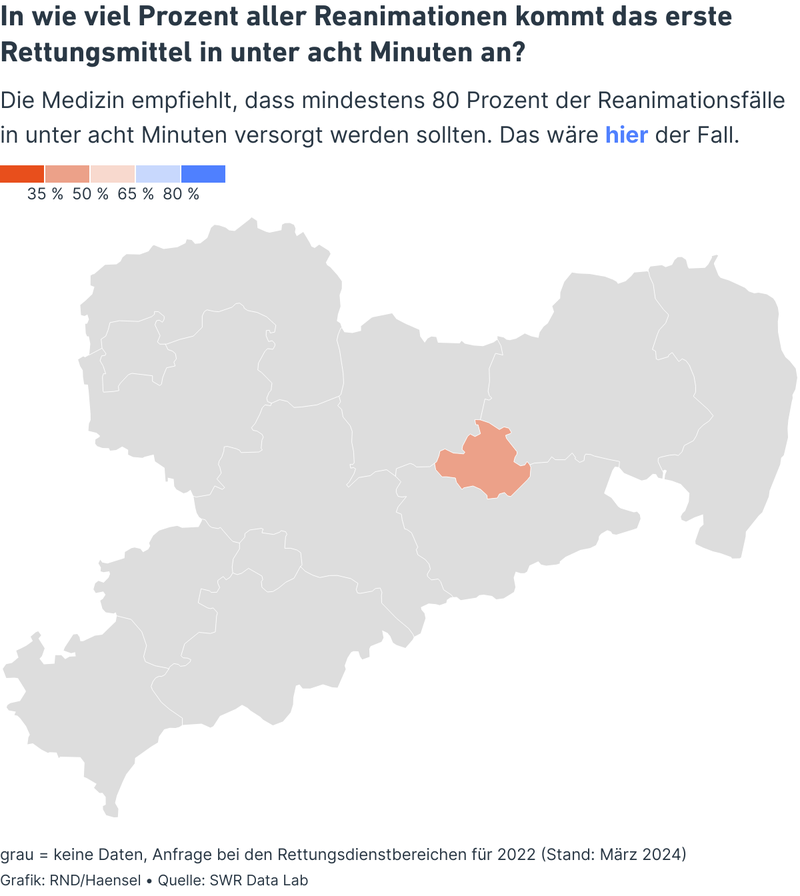 In wie viel Prozent aller Reanimationen kommt das erste
Rettungsmittel in unter acht Minuten an?
Die Medizin empfiehlt, dass mindestens 80 Prozent der Reanimationsfälle
in unter acht Minuten versorgt werden sollten. Das wäre hier der Fall.
35 % 50 % 65 % 80 %
grau = keine Daten, Anfrage bei den Rettungsdienstbereichen für 2022 (Stand: März 2024)
Grafik: RND/Haensel • Quelle: SWR Data Lab